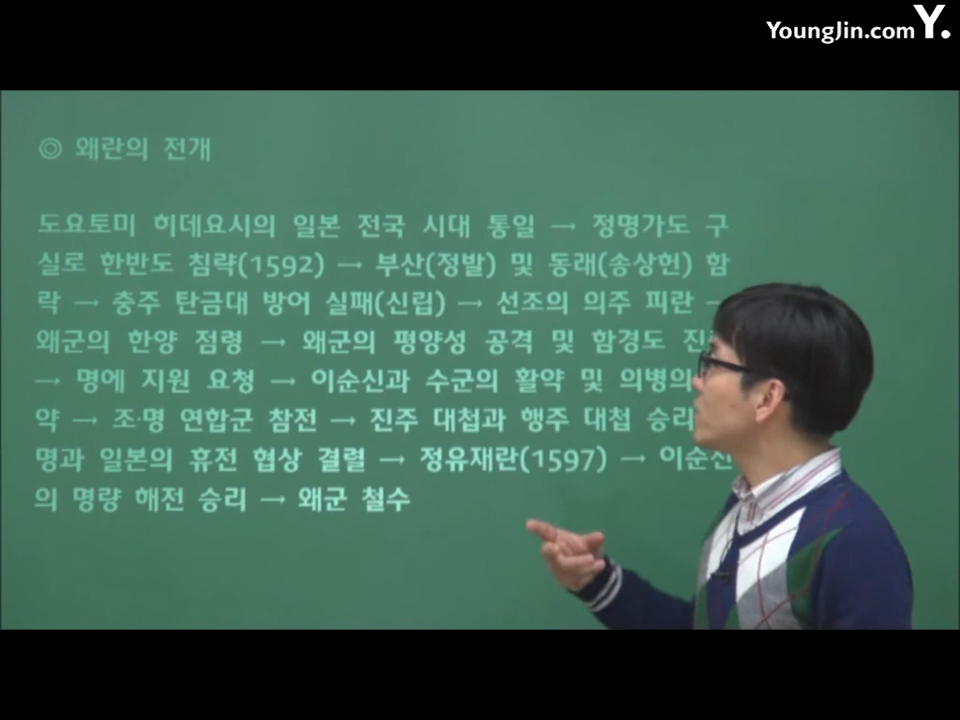 YoungJin.com Y.
◎ 왜란의 전개
도요토미 히데요시의 일본 전국 시대 통일 → 정명가도 구
실로 한반도 침략(1592) → 부산(정발) 및 동래(송상헌) 함
락 → 충주 탄금대 방어 실패(신립) → 선조의 의주 피란 →
왜군의 한양 점령 → 왜군의 평양성 공격 및 함경도
→ 명에 지원 요청 → 이순신과 수군의 활약 및 의병의
약 → 조·명 연합군 참전 → 진주 대첩과 행주 대첩 승리
명과 일본의 휴전 협상 결렬 → 정유재란(1597) → 이순신
의 명량 해전 승리 → 왜군 철수